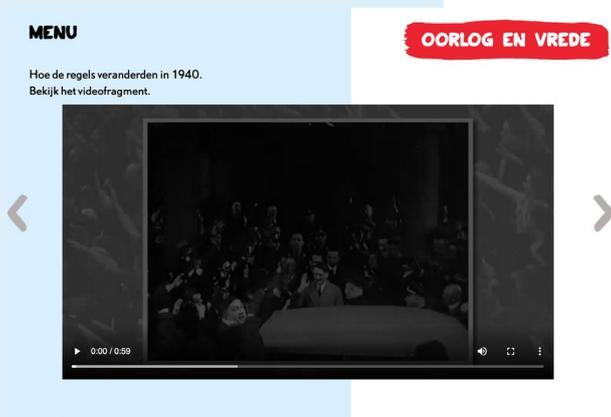 MENU
OORLOG EN VREDE
Hoe de regels veranderden in 1940.
Bekijk het videofragment.
0:00 / 0:59